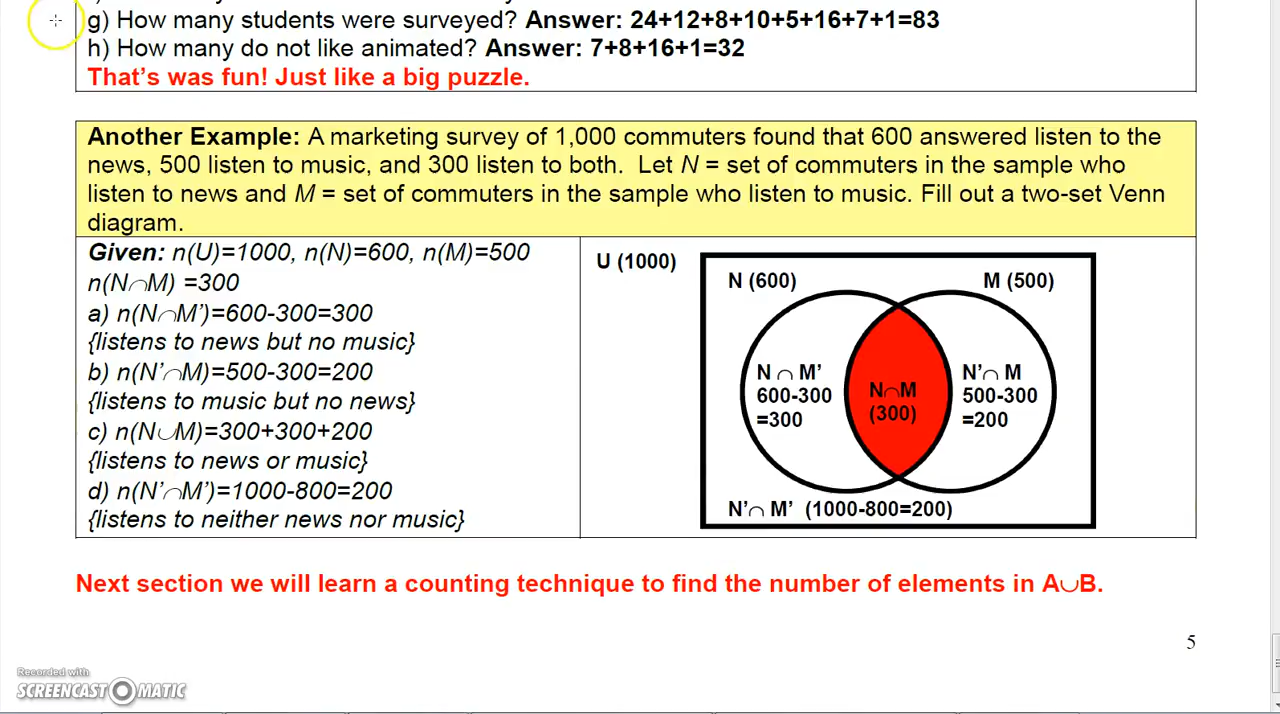 g) How many students were surveyed? Answer: 24+12+8+10+5+16+7+1=83
h) How many do not like animated? Answer: 7+8+16+1=32
That's was fun! Just like a big puzzle.
Another Example: A marketing survey of 1,000 commuters found that 600 answered listen to the
news, 500 listen to music, and 300 listen to both. Let N = set of commuters in the sample who
listen to news and M = set of commuters in the sample who listen to music. Fill out a two-set Venn
diagram.
Given: n(U)=1000, n(N)=600, n(M)=500
n(N∩M) =300
a) n(N∩M’)=600-300=300
{listens to news but no music}
b) n(N’∩M)=500-300=200
{listens to music but no news}
c) n(N∪M)=300+300+200
{listens to news or music}
d) n(N’∩M’)=1000-800=200
{listens to neither news nor music}
U (1000)
N (600)
M (500)
N ∩ M’
600-300
=300
N∩M
(300)
N’∩ M
500-300
=200
N’∩ M’ (1000-800=200)
Next section we will learn a counting technique to find the number of elements in A∪B.
5
Recorded with
SCREENCAST-O-MATIC